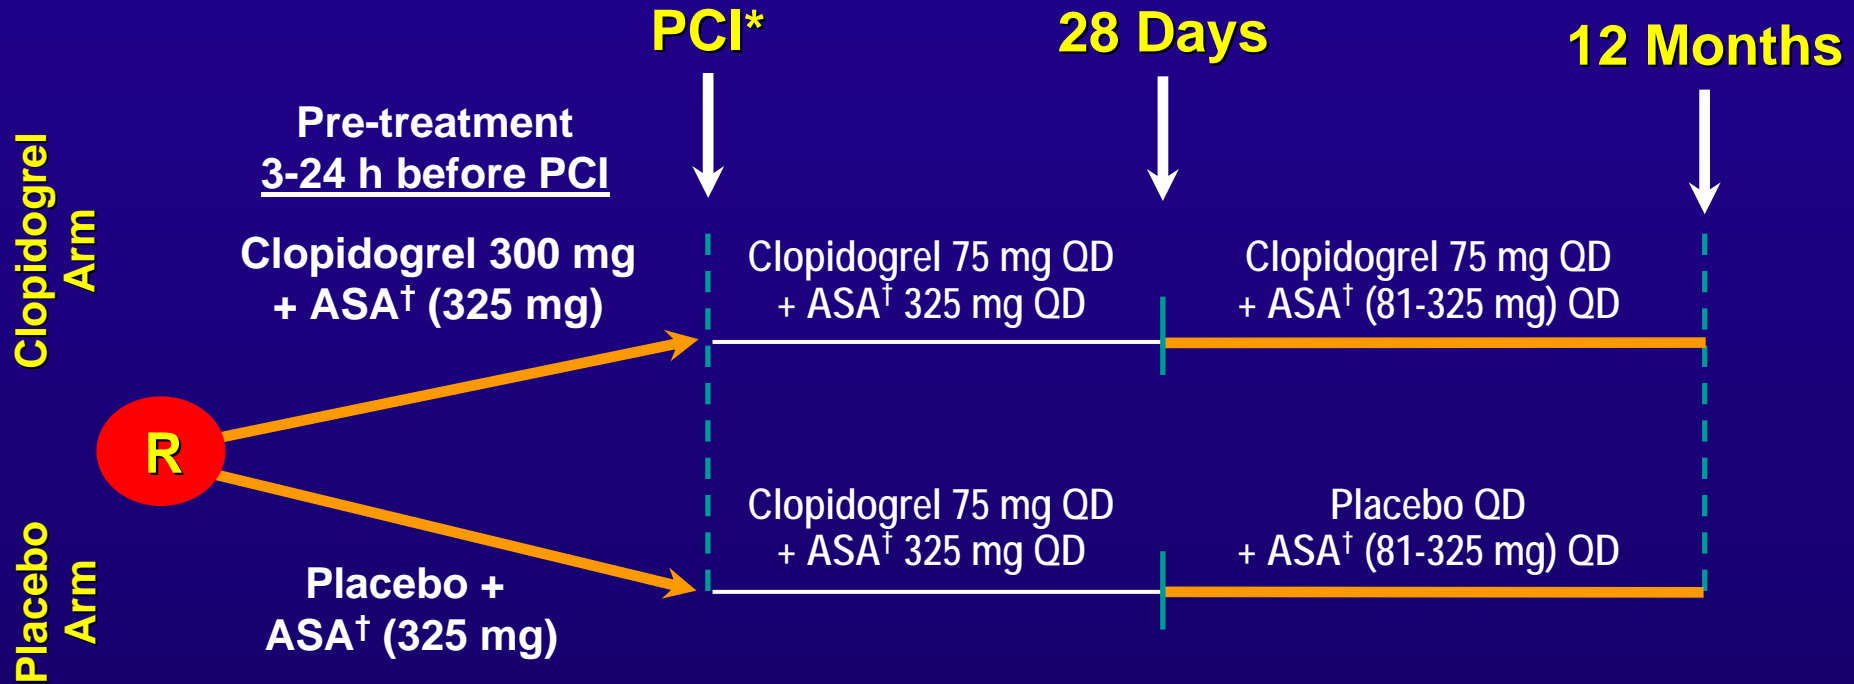 PCI*
28 Days
12 Months
Clopidogrel
Arm
Pre-treatment
3-24 h before PCI
Clopidogrel 300 mg
+ ASA† (325 mg)
Clopidogrel 75 mg QD
+ ASA† 325 mg QD
Clopidogrel 75 mg QD
+ ASA† (81-325 mg) QD
R
Placebo
Arm
Placebo +
ASA† (325 mg)
Clopidogrel 75 mg QD
+ ASA† 325 mg QD
Placebo QD
+ ASA† (81-325 mg) QD